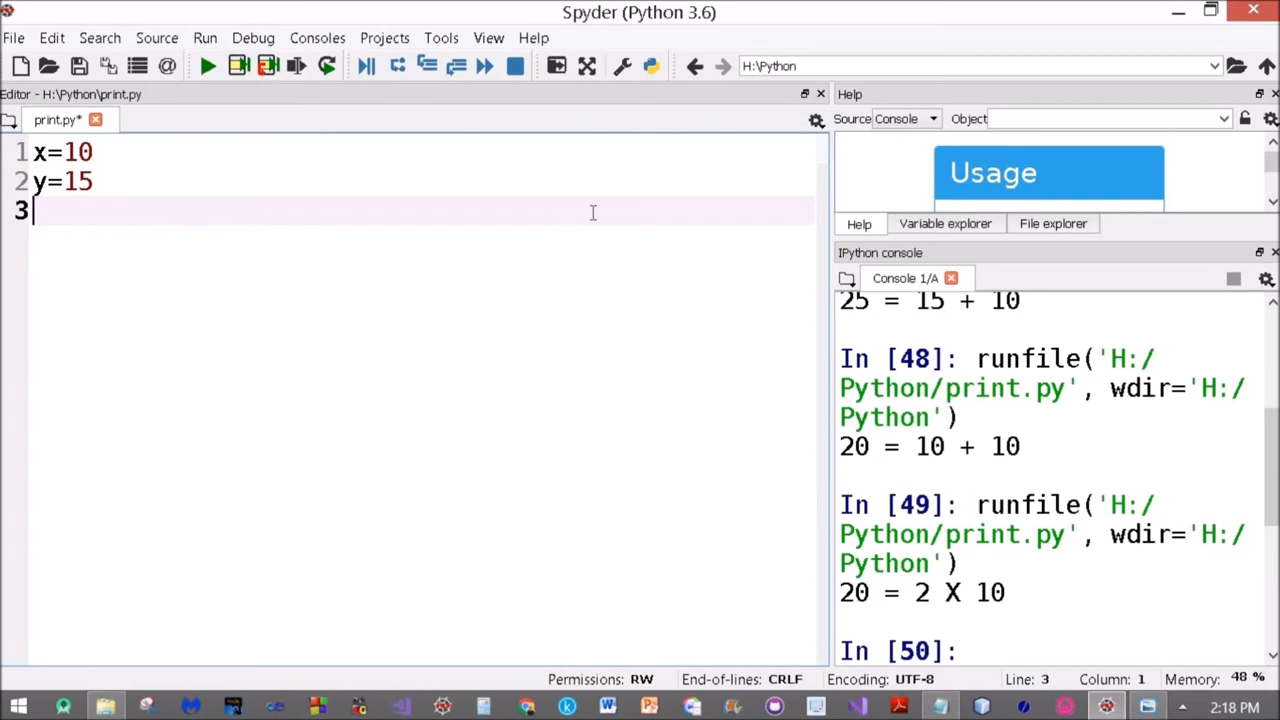 Spyder (Python 3.6)
File Edit Search Source Run Debug Consoles Projects Tools View Help
H:\Python
Editor - H:\Python\print.py
Help
print.py*
Source Console Object
1 x=10
2 y=15
3
Usage
Help Variable explorer File explorer
IPython console
Console 1/A
25 = 15 + 10
In [48]: runfile('H:/
Python/print.py', wdir='H:/
Python')
20 = 10 + 10
In [49]: runfile('H:/
Python/print.py', wdir='H:/
Python')
20 = 2 X 10
In [50]:
Permissions: RW End-of-lines: CRLF Encoding: UTF-8 Line: 3 Column: 1 Memory: 48 %
2:18 PM